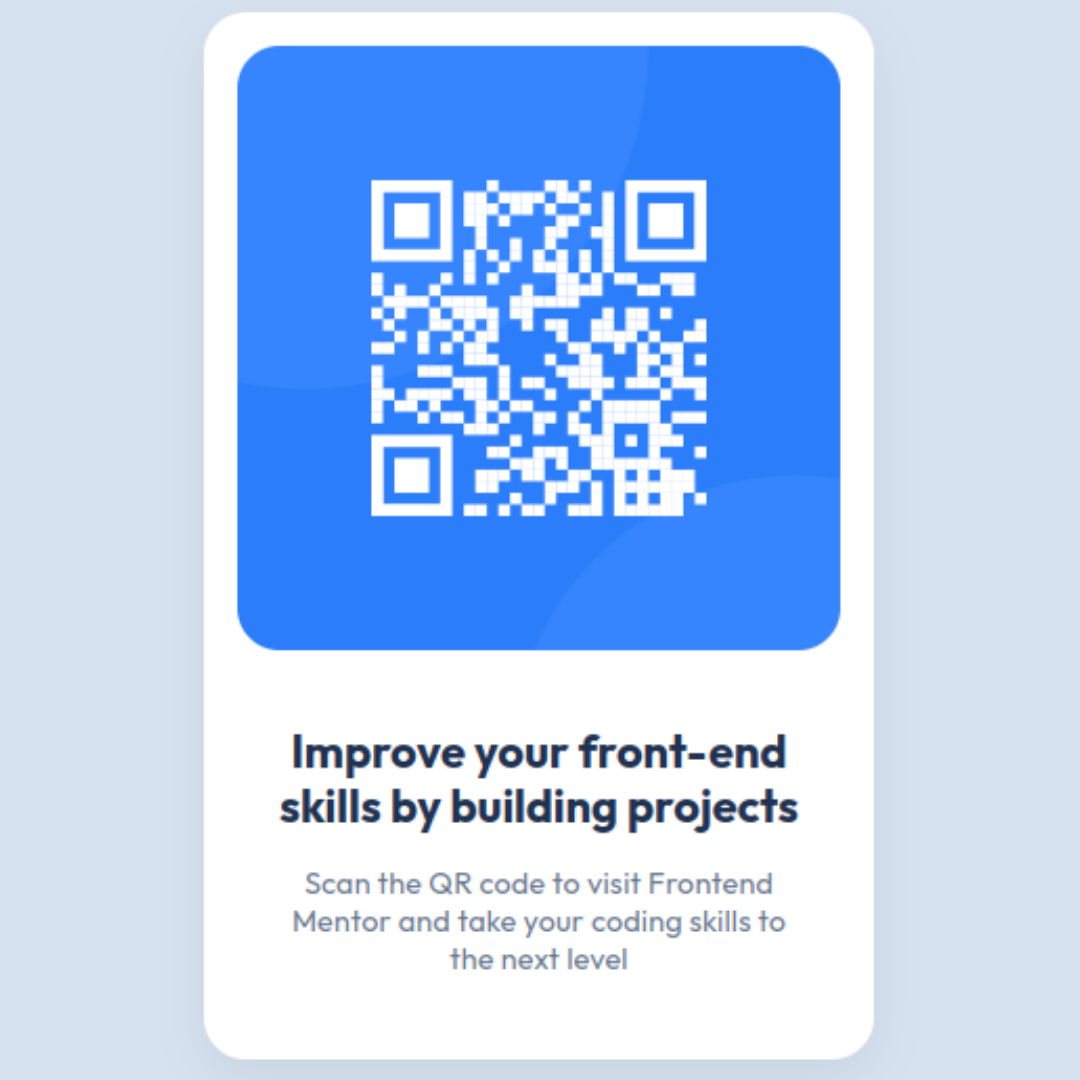 Improve your front-end
skills by building projects
Scan the QR code to visit Frontend
Mentor and take your coding skills to
the next level